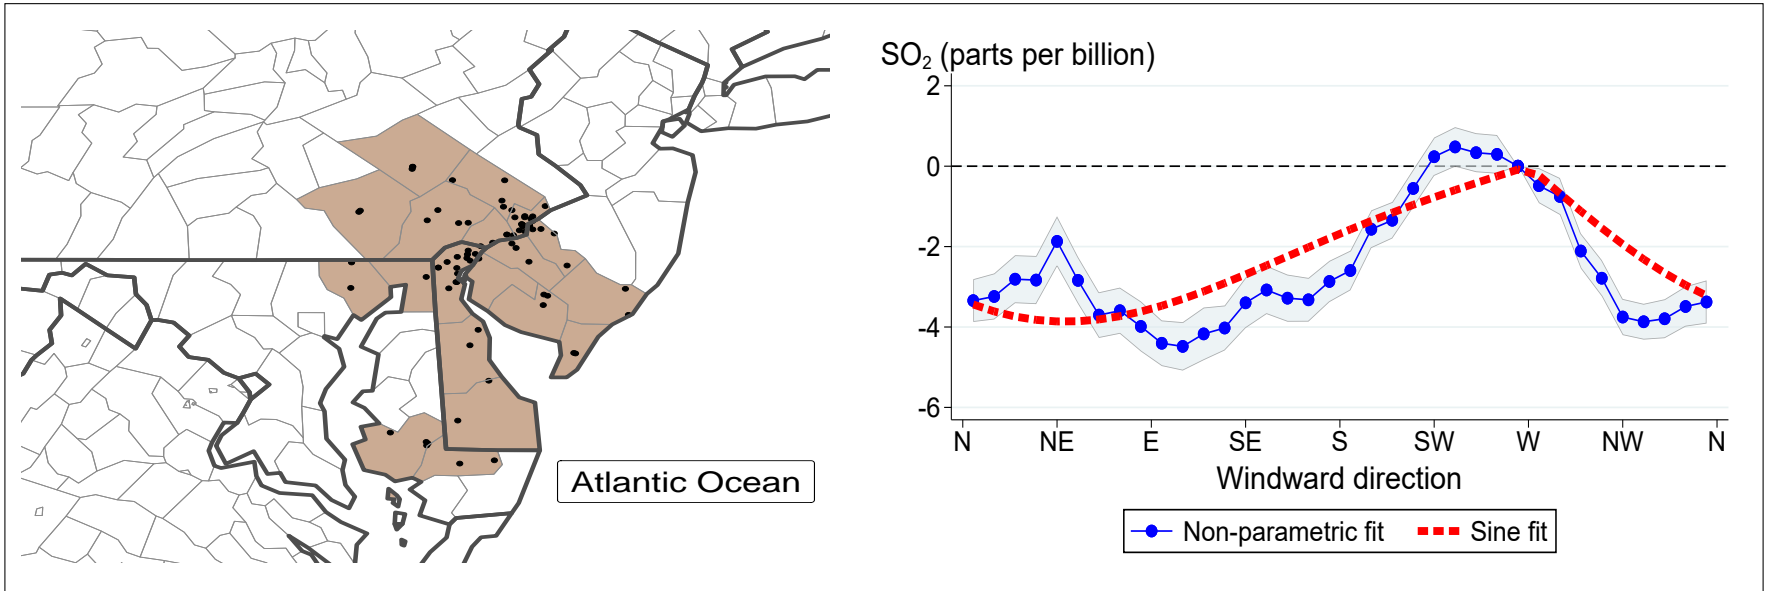 Atlantic Ocean
SO₂ (parts per billion)
2
0
-2
-4
-6
N NE E SE S SW W NW N
Windward direction
Non-parametric fit Sine fit